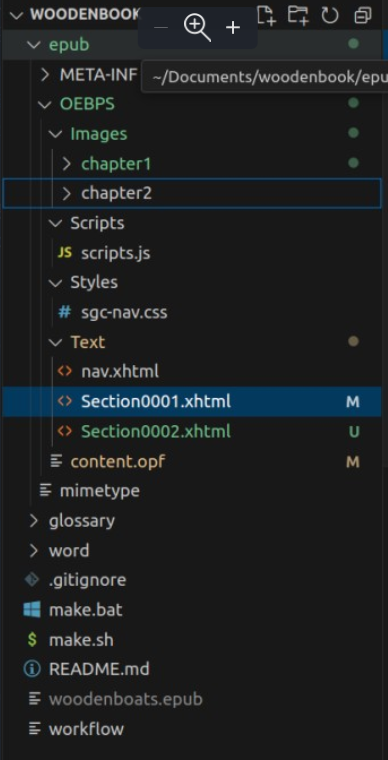 WOODENBOOK
epub
META-INF
~/Documents/woodenbook/epu
OEBPS
Images
chapter1
chapter2
Scripts
JS scripts.js
Styles
# sgc-nav.css
Text
<> nav.xhtml
<> Section0001.xhtml M
<> Section0002.xhtml U
content.opf M
mimetype
glossary
word
.gitignore
make.bat
$ make.sh
README.md
woodenboats.epub
workflow